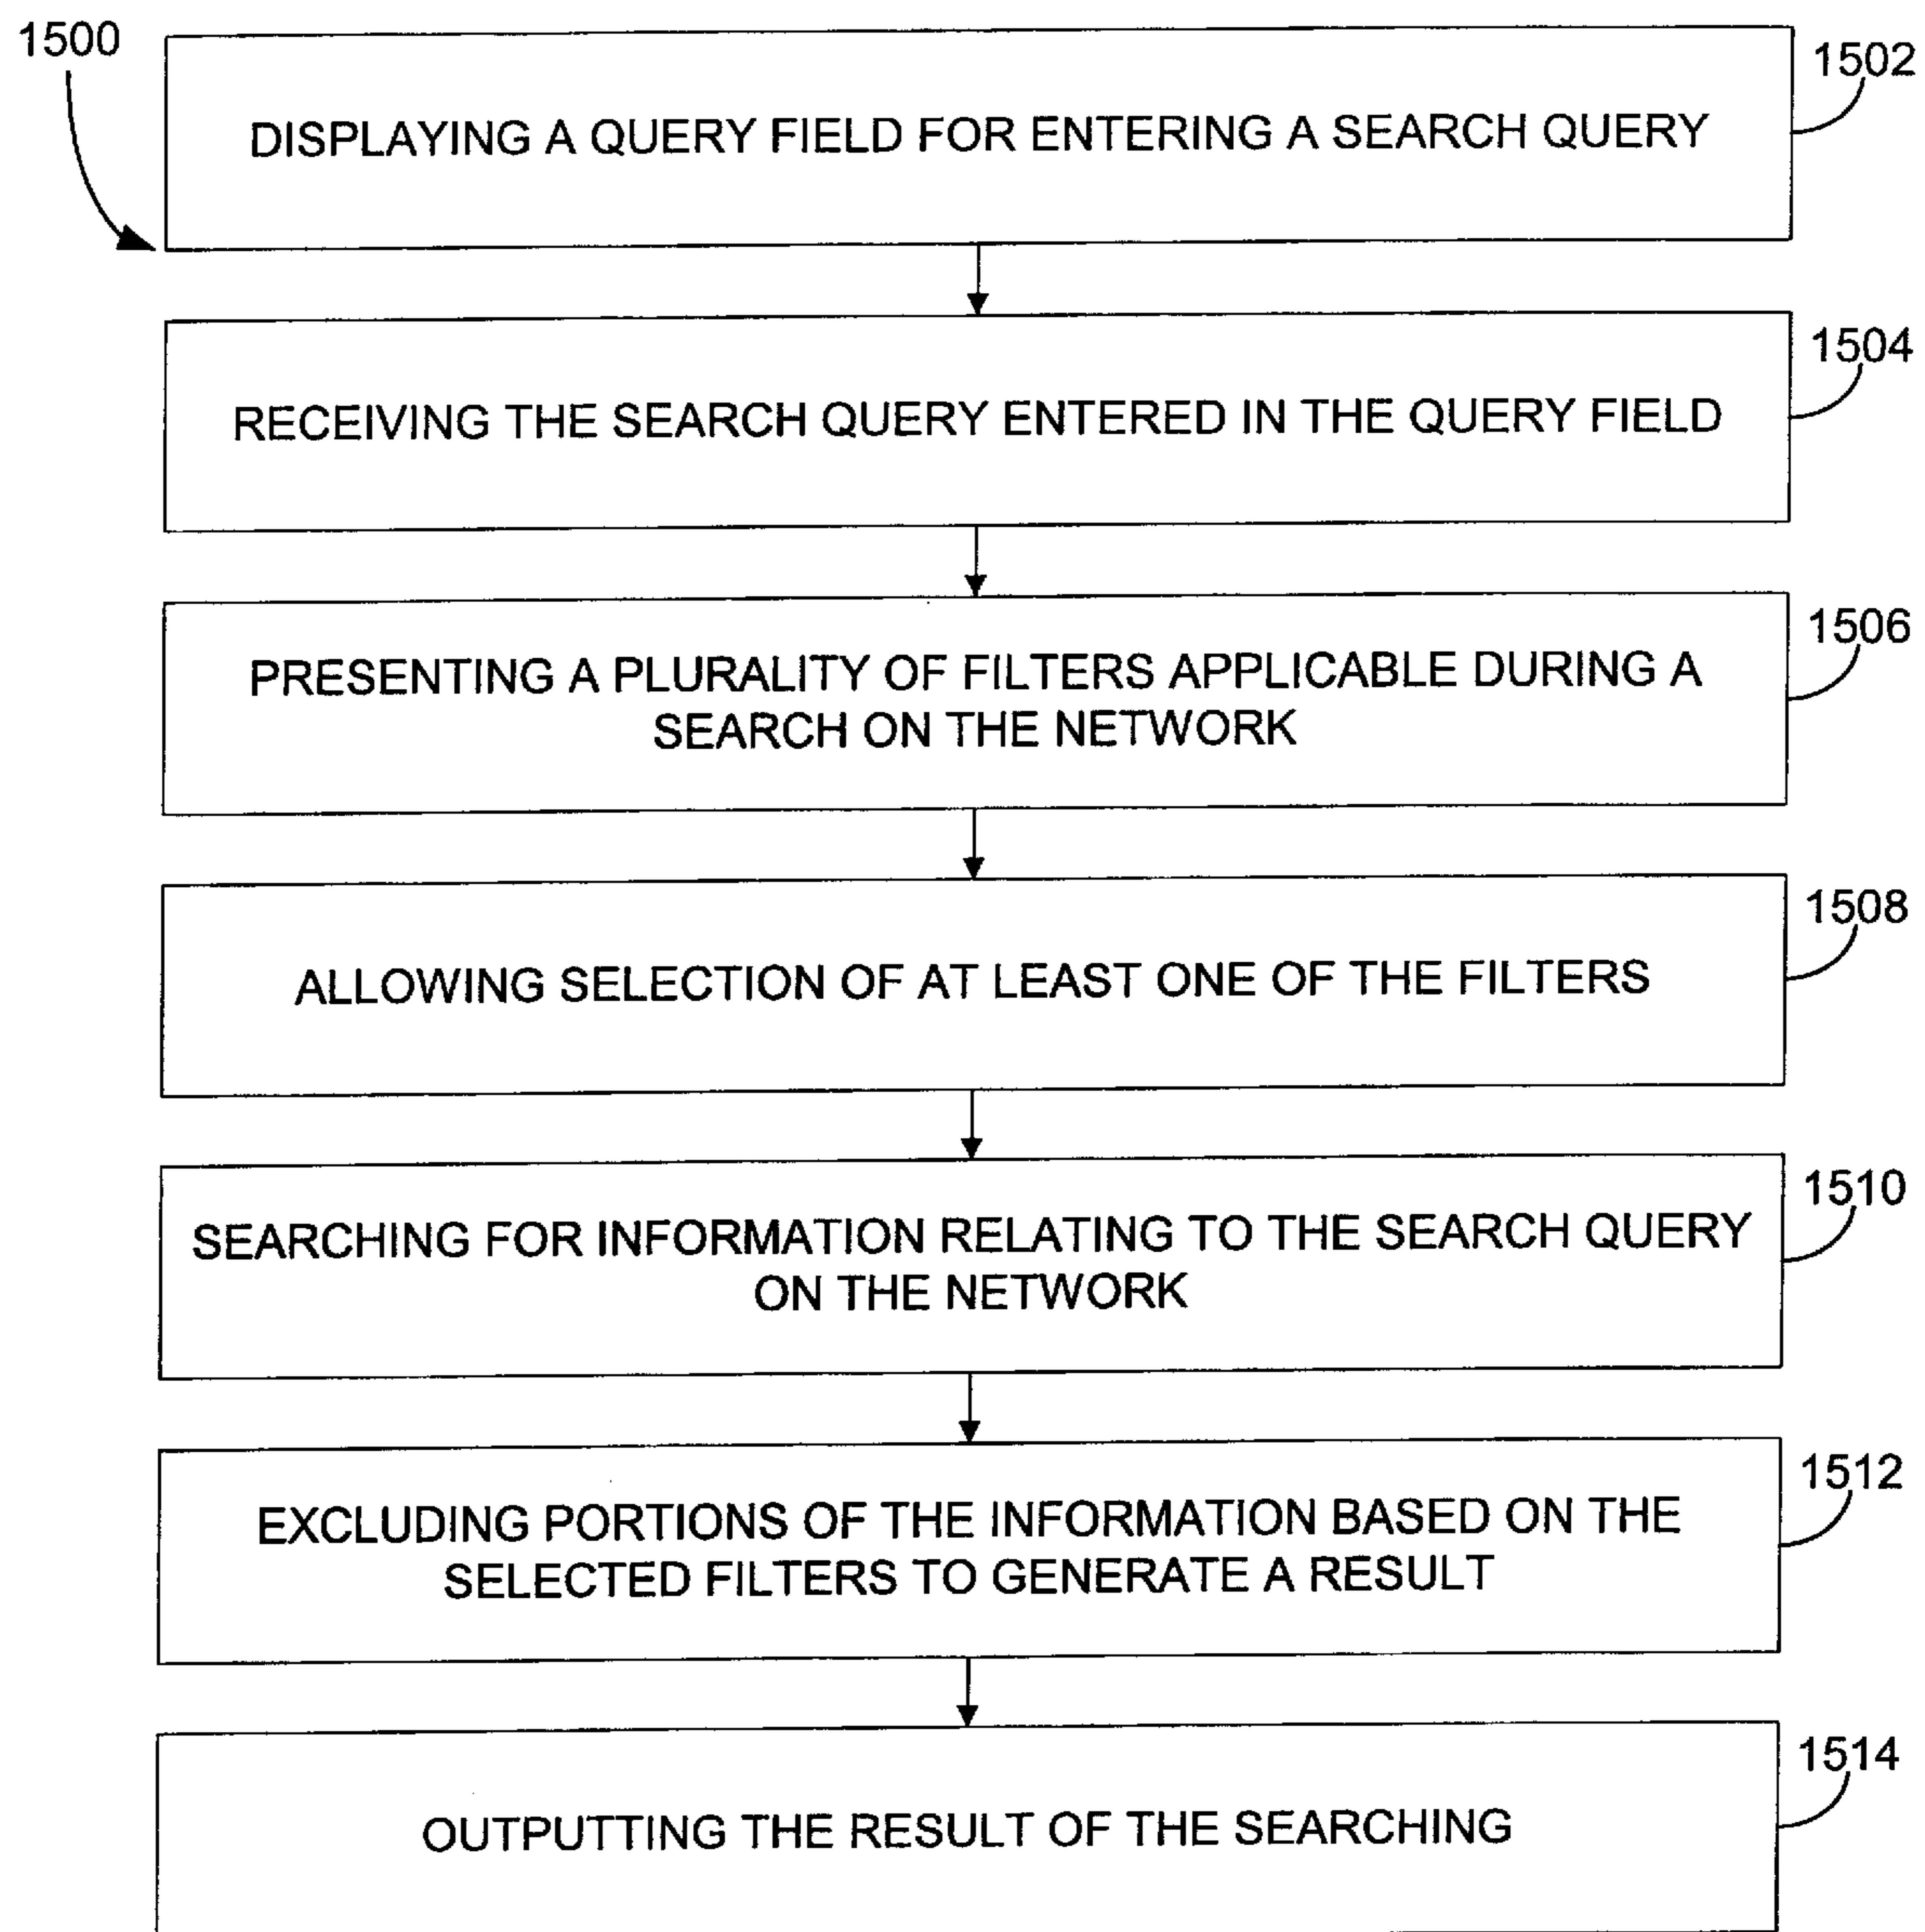 1500
1502
DISPLAYING A QUERY FIELD FOR ENTERING A SEARCH QUERY
1504
RECEIVING THE SEARCH QUERY ENTERED IN THE QUERY FIELD
1506
PRESENTING A PLURALITY OF FILTERS APPLICABLE DURING A
SEARCH ON THE NETWORK
1508
ALLOWING SELECTION OF AT LEAST ONE OF THE FILTERS
1510
SEARCHING FOR INFORMATION RELATING TO THE SEARCH QUERY
ON THE NETWORK
1512
EXCLUDING PORTIONS OF THE INFORMATION BASED ON THE
SELECTED FILTERS TO GENERATE A RESULT
1514
OUTPUTTING THE RESULT OF THE SEARCHING